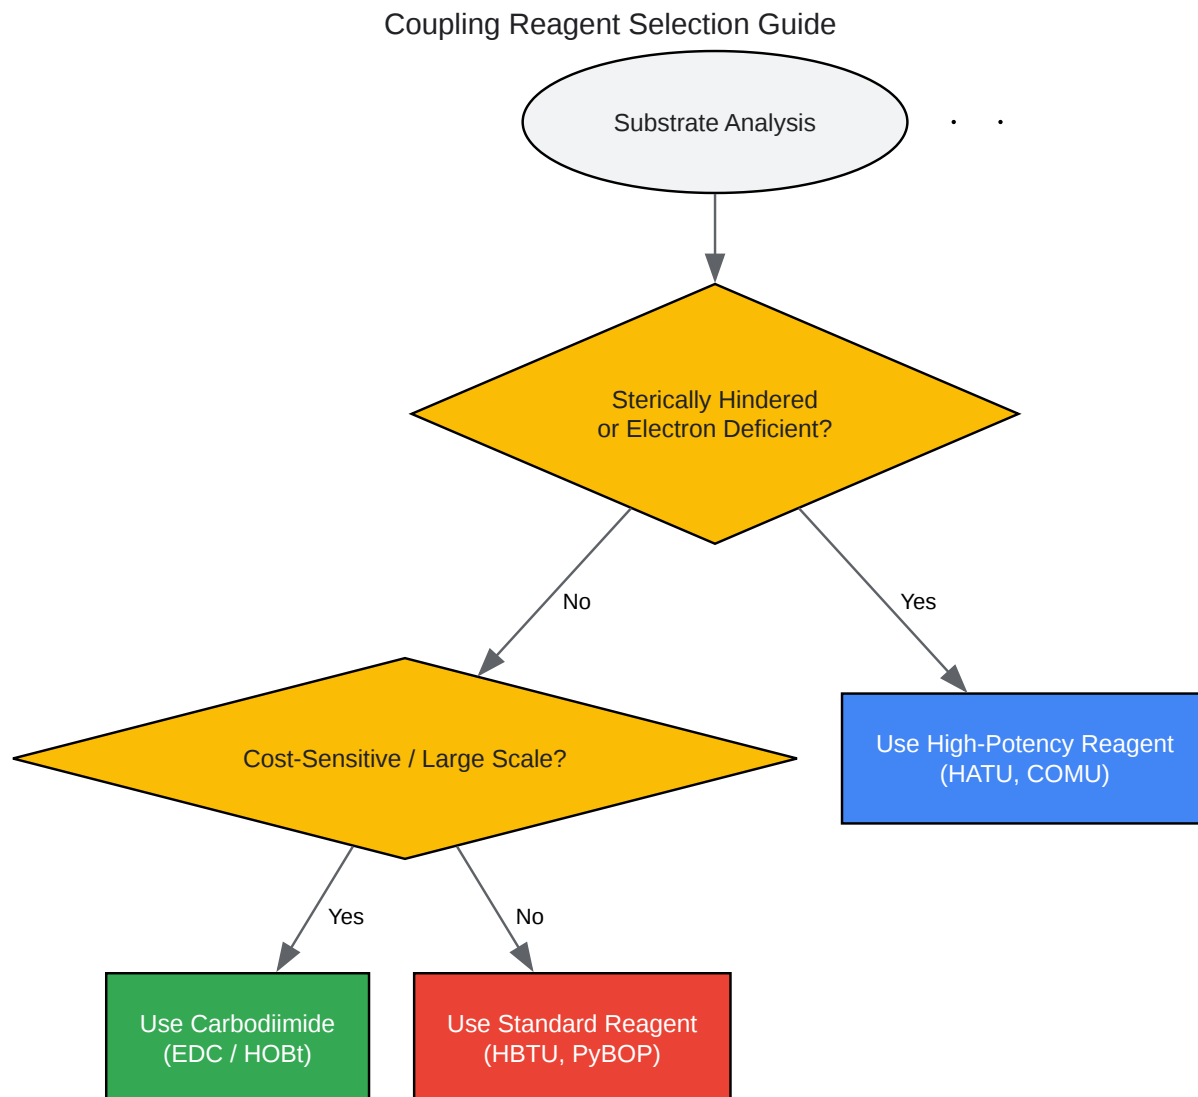 Coupling Reagent Selection Guide
Substrate Analysis
Sterically Hindered
or Electron Deficient?
No
Yes
Cost-Sensitive / Large Scale?
Use High-Potency Reagent
(HATU, COMU)
Yes
No
Use Carbodiimide
(EDC / HOBt)
Use Standard Reagent
(HBTU, PyBOP)